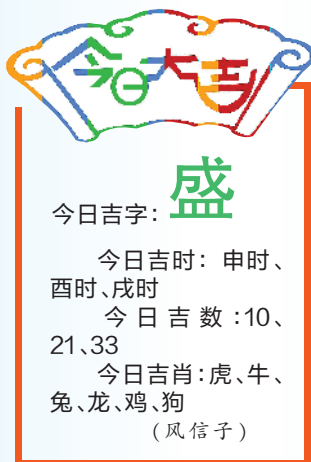 今日大吉
今日吉字：盛
今日吉时：申时、
酉时、戌时
今日吉数：10、
21、33
今日吉肖：虎、牛、
兔、龙、鸡、狗
（风信子）